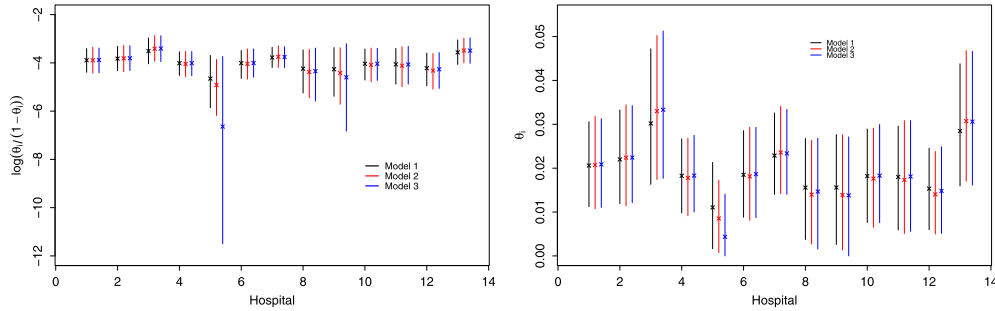 log(θi/(1−θi))
−2
−4
−6
−8
−10
−12
Model 1
Model 2
Model 3
0 2 4 6 8 10 12 14
Hospital
θi
0.05
0.04
0.03
0.02
0.01
0.00
Model 1
Model 2
Model 3
0 2 4 6 8 10 12 14
Hospital